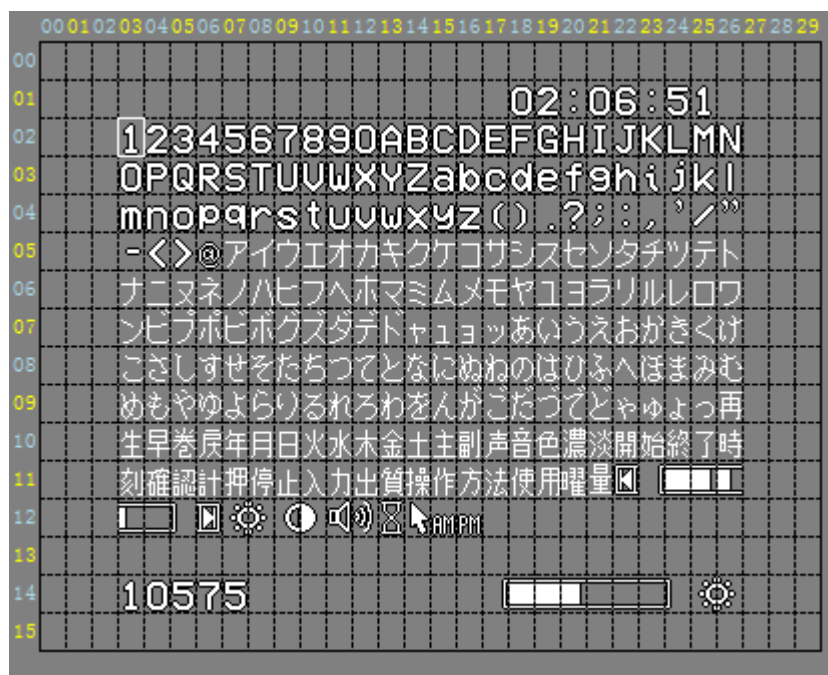 00 01 02 03 04 05 06 07 08 09 10 11 12 13 14 15 16 17 18 19 20 21 22 23 24 25 26 27 28 29
00
01 02:06:51
02 1234567890ABCDEFGHIJKLMN
03 OPQRSTUVWXYZabcdefghijkl
04 mnopqrstuvwxyz().?;:,'/”
05 -<>@アイウエオカキクケコサシスセソタチツテト
06 ナニヌネノハヒフヘホマミムメモヤユヨラリルレロワ
07 ンビプポピボグズダデドャュョッあいうえおがきくけ
08 こさしすせそたちつてとなにぬねのはひふへほまみむ
09 めもやゆよらりるれろわをんがごだづでどゃゅょっ再
10 生早巻戻年月日火水木金土主副声音色濃淡開始終了時
11 刻確認計押停止入力出質操作方法使用曜量
12 AM PM
13
14 10575
15